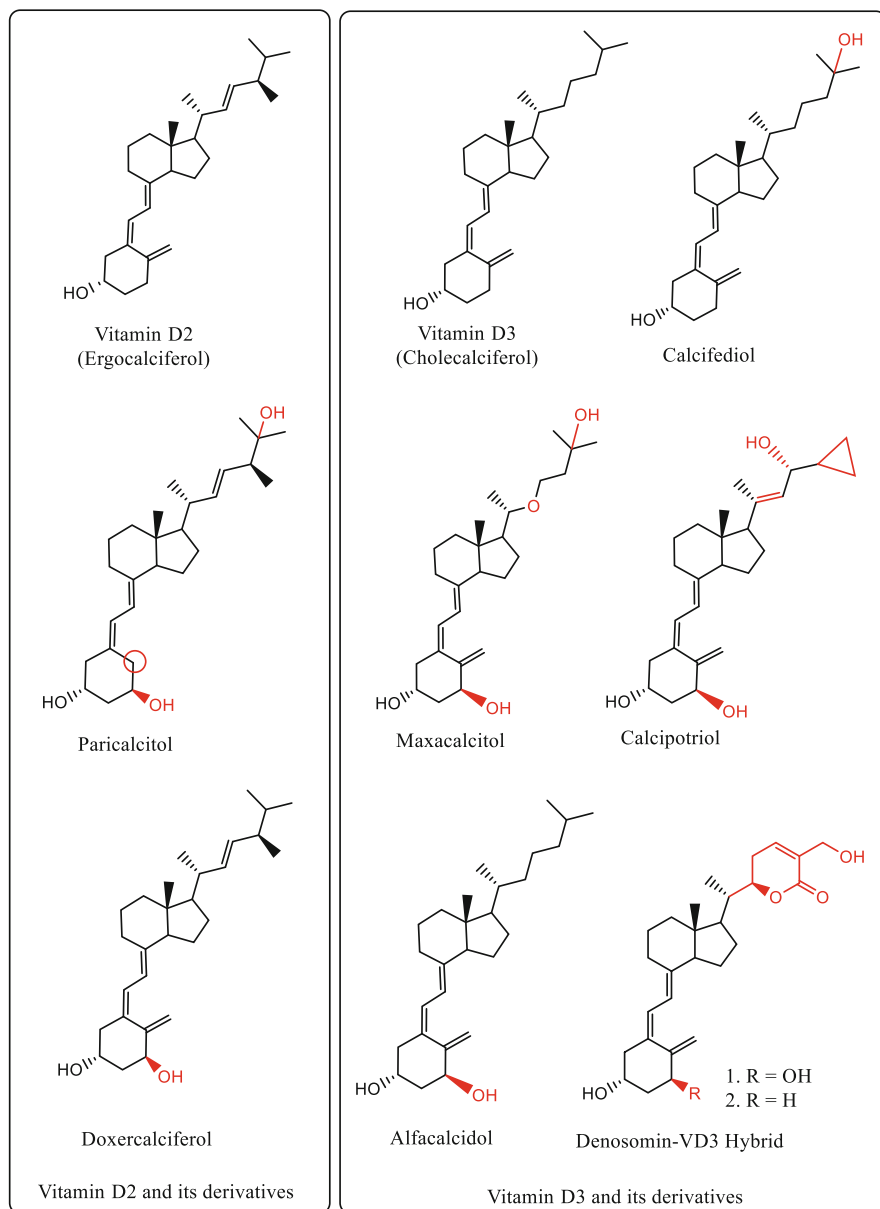 HO
Vitamin D2
(Ergocalciferol)
OH
HO
OH
Paricalcitol
HO
OH
Doxercalciferol
Vitamin D2 and its derivatives
HO
Vitamin D3
(Cholecalciferol)
OH
HO
Calcifediol
OH
O
HO
OH
Maxacalcitol
HO
HO
OH
Calcipotriol
HO
OH
Alfacalcidol
OH
O
O
HO
R
1. R = OH
2. R = H
Denosomin-VD3 Hybrid
Vitamin D3 and its derivatives